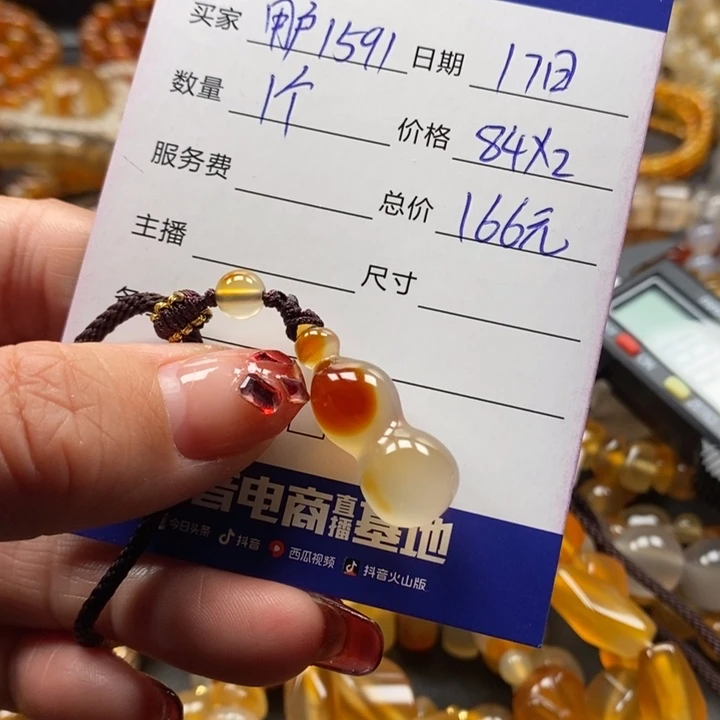 买家 用户1591 日期 17日
数量 1个 价格 84X2
服务费 总价 166元
主播 尺寸
音电商直播基地
今日头条 抖音 西瓜视频 抖音火山版